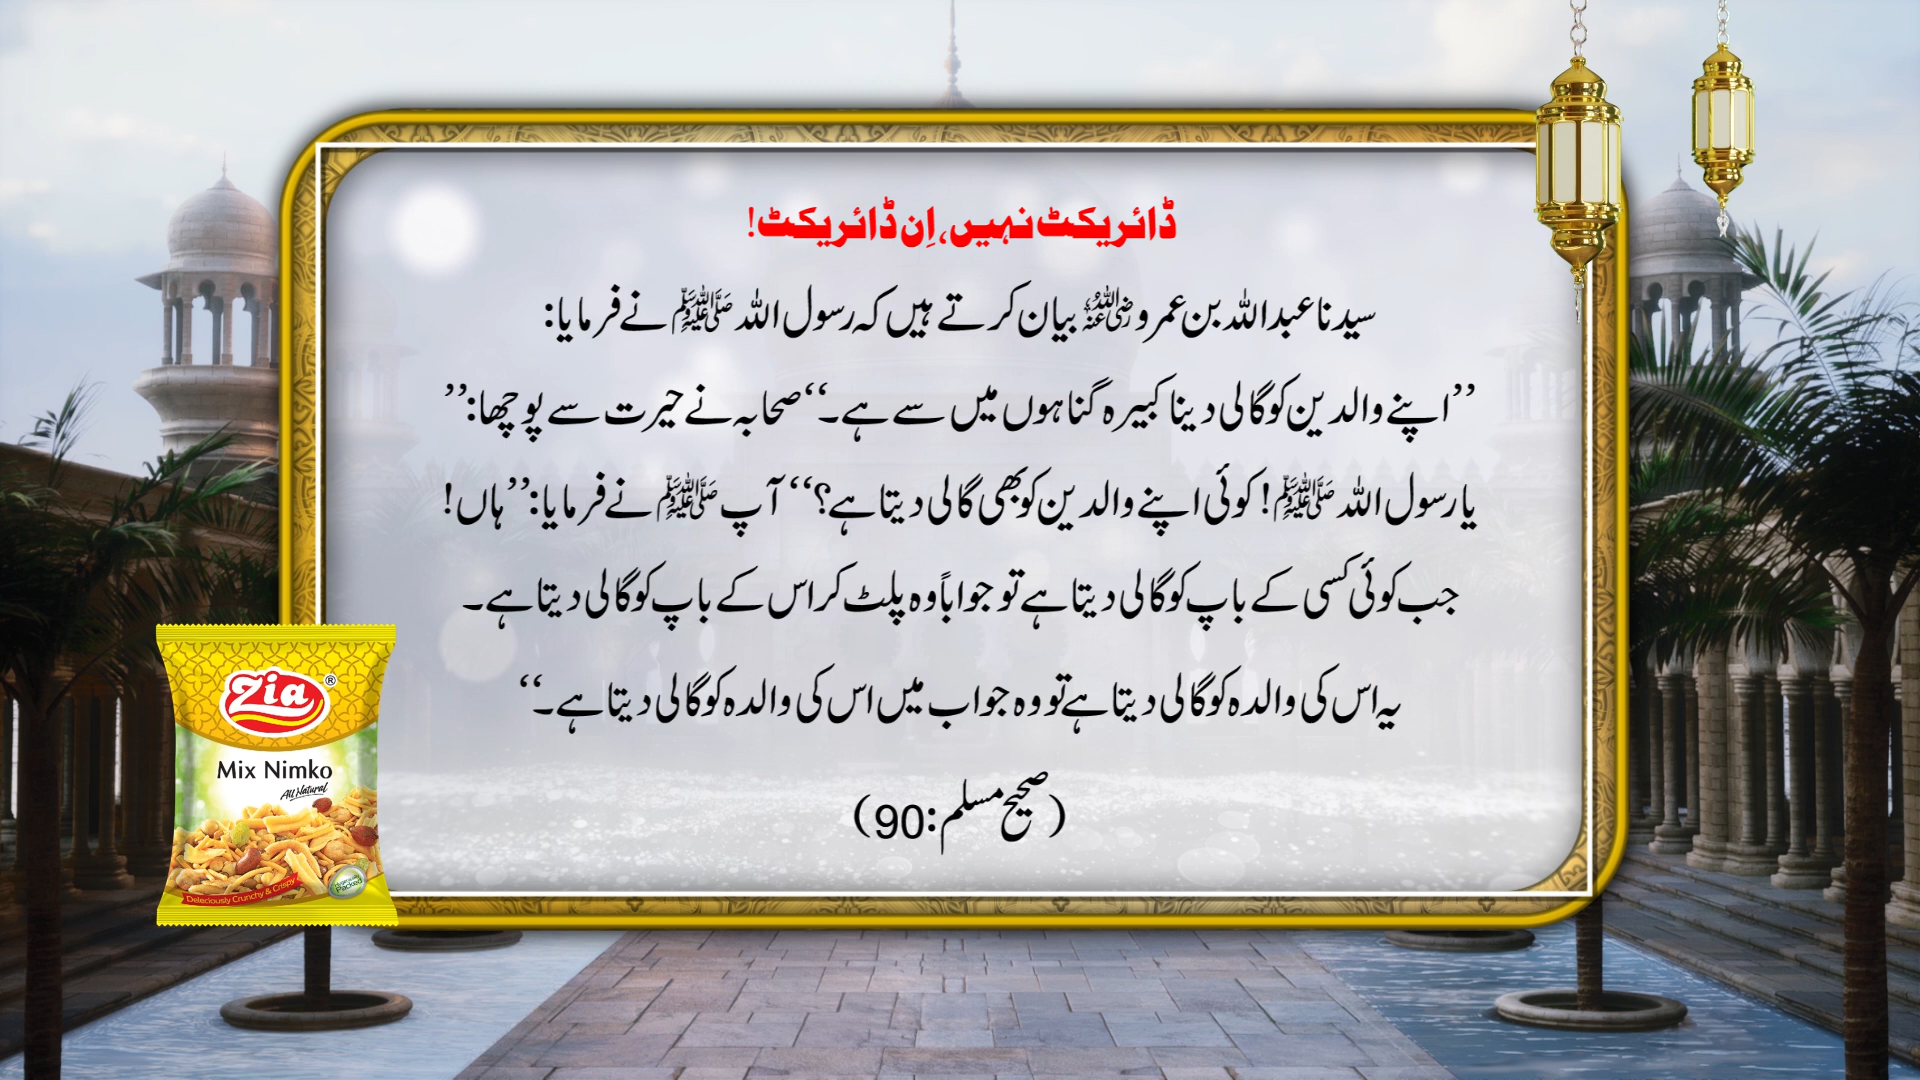 ڈائریکٹ نہیں، اِن ڈائریکٹ!
سیدنا عبداللہ بن عمرو رضی اللہ عنہ بیان کرتے ہیں کہ رسول اللہ ﷺ نے فرمایا:
’’اپنے والدین کو گالی دینا کبیرہ گناہوں میں سے ہے۔‘‘ صحابہ نے حیرت سے پوچھا:’’
یا رسول اللہ ﷺ! کوئی اپنے والدین کو بھی گالی دیتا ہے؟‘‘ آپ ﷺ نے فرمایا:’’ہاں!
جب کوئی کسی کے باپ کو گالی دیتا ہے تو جواباً وہ پلٹ کر اس کے باپ کو گالی دیتا ہے۔
یہ اس کی والدہ کو گالی دیتا ہے تو وہ جواب میں اس کی والدہ کو گالی دیتا ہے۔‘‘
(صحیح مسلم:90)
Zia®
Mix Nimko
All Natural
Deleciously Crunchy & Crispy
Packed